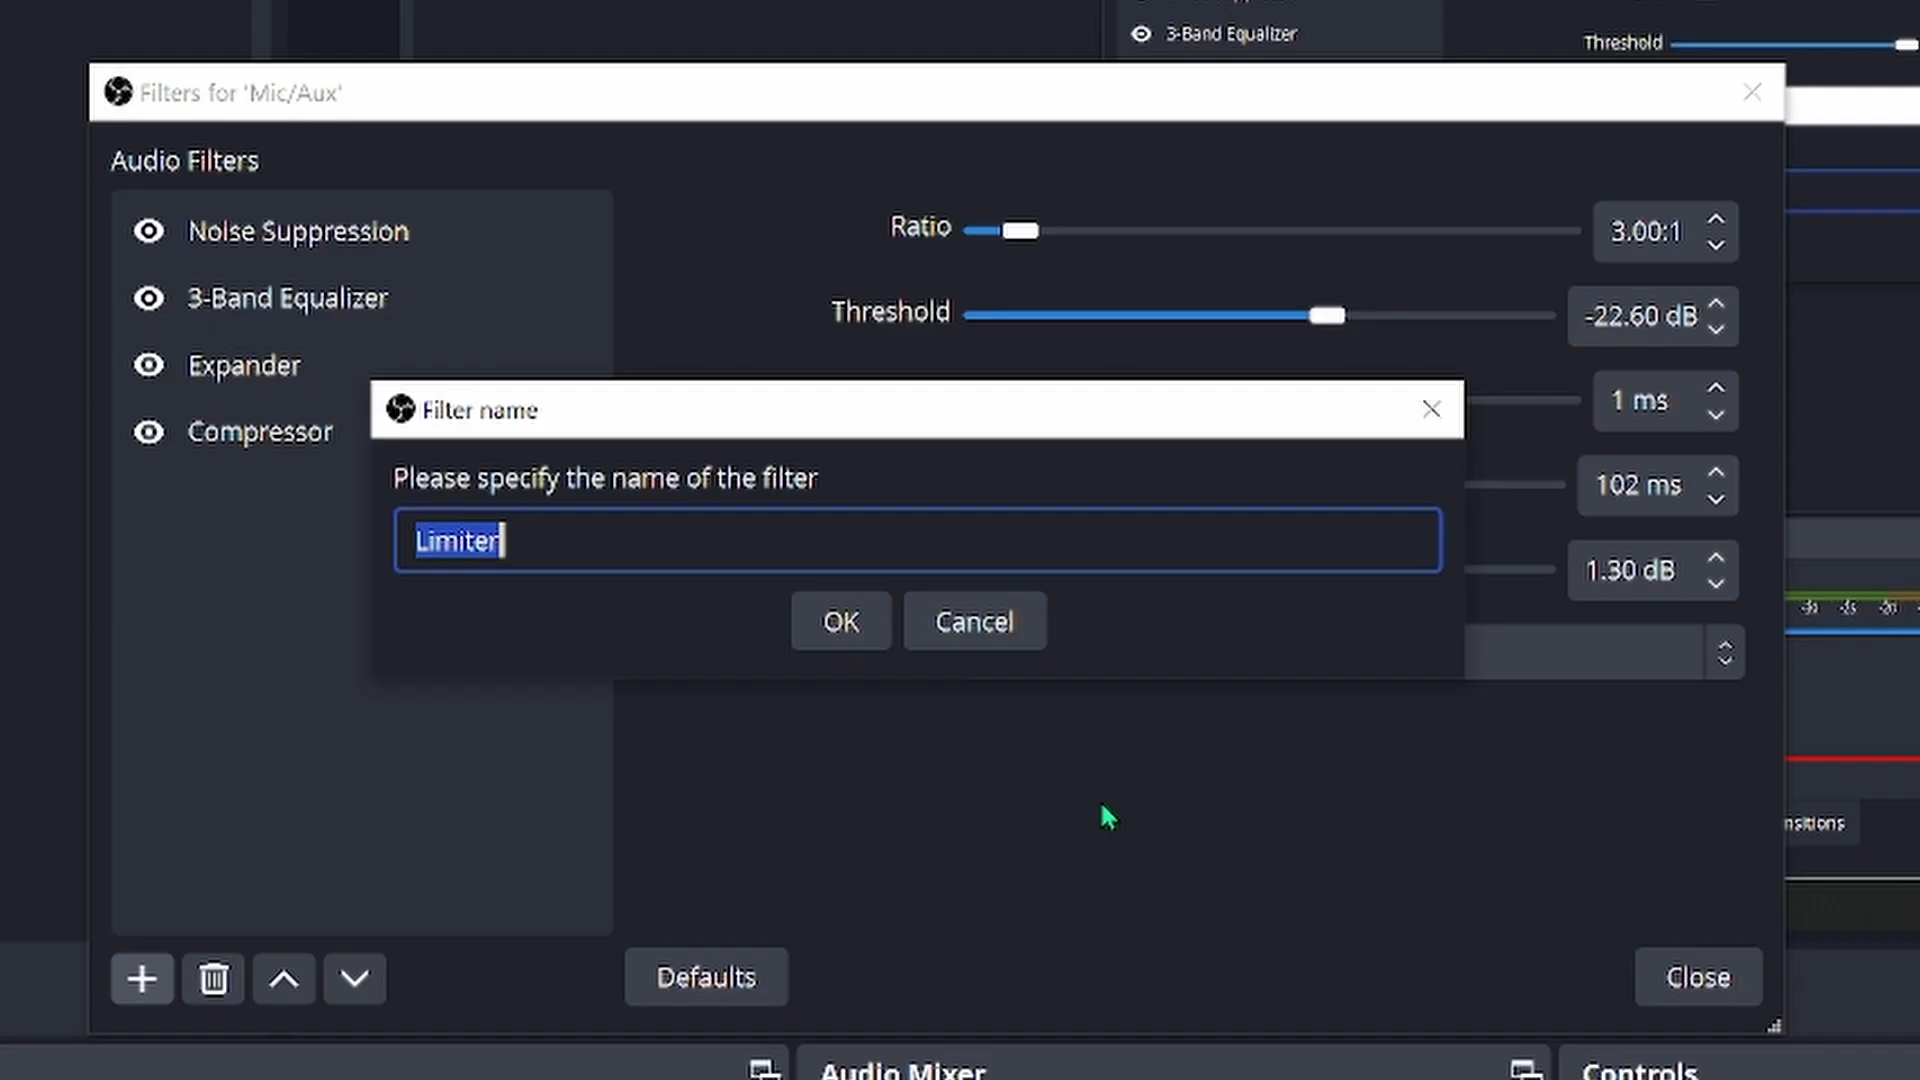 3-Band Equalizer
Threshold
Filters for 'Mic/Aux'
Audio Filters
Noise Suppression
3-Band Equalizer
Expander
Compressor
Ratio
3.00:1
Threshold
-22.60 dB
1 ms
102 ms
1.30 dB
Filter name
Please specify the name of the filter
Limiter
OK
Cancel
-20
nsitions
Defaults
Close
Audio Mixer
Controls